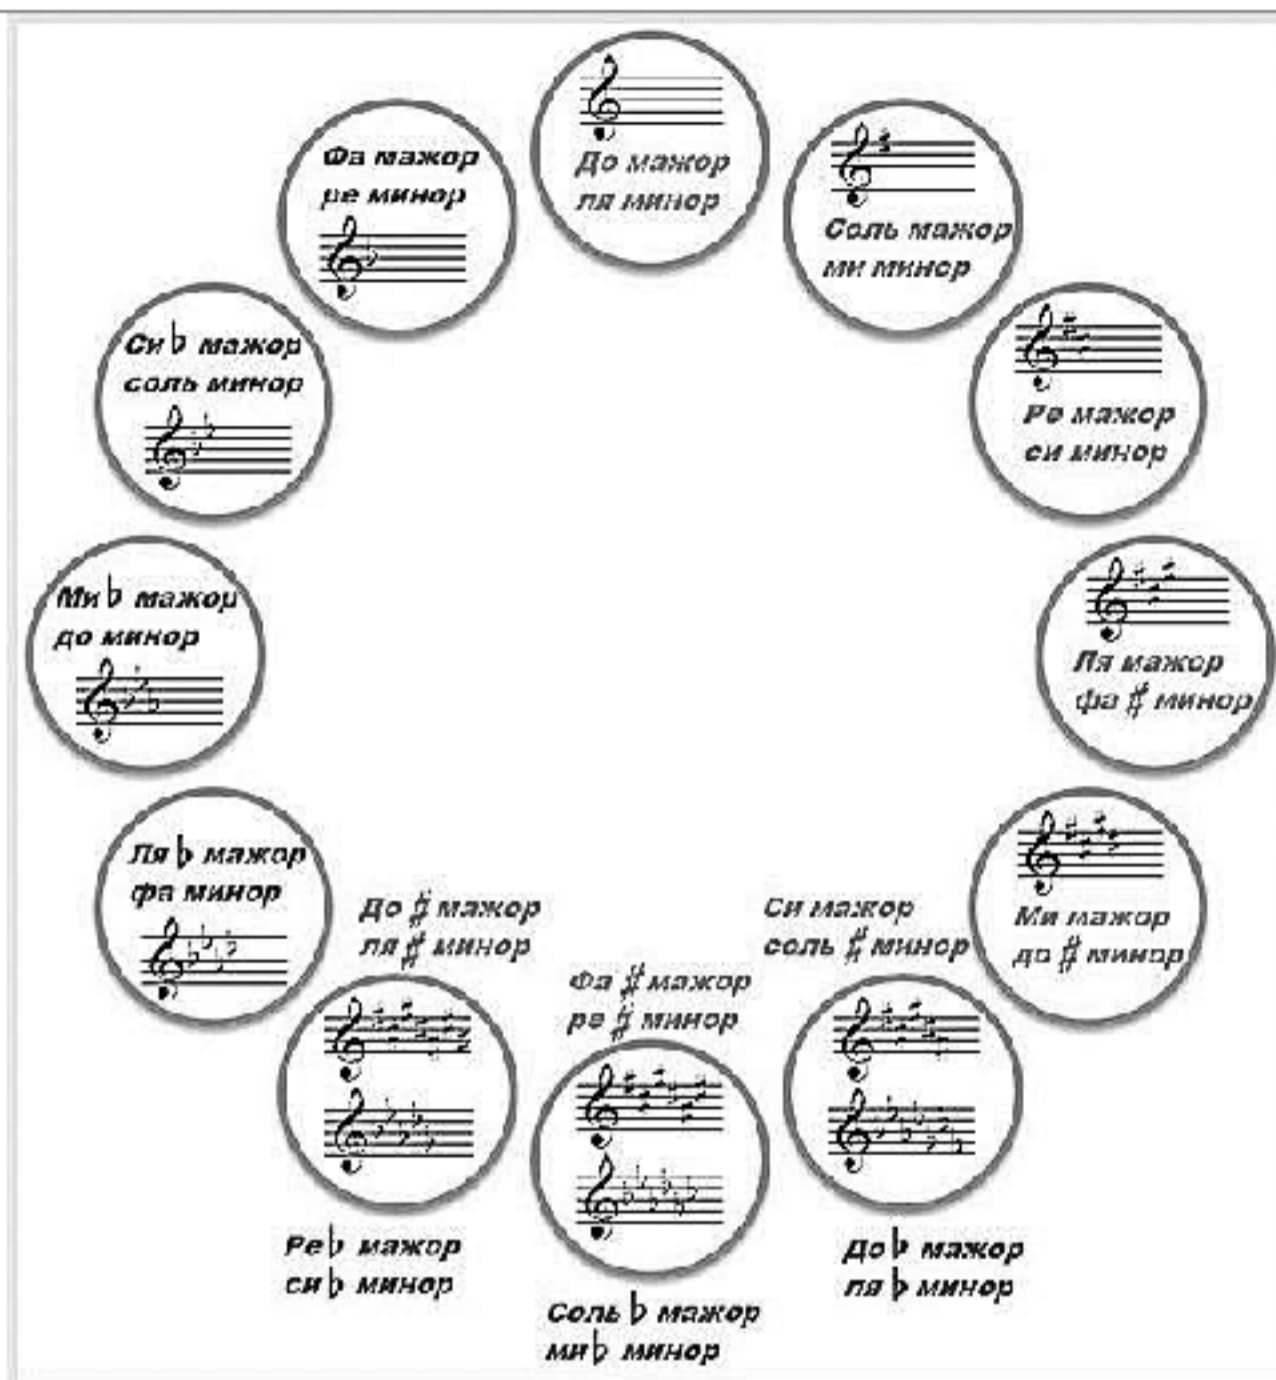 До мажор
ля минор
Соль мажор
ми минор
Ре мажор
си минор
Ля мажор
фа # минор
Ми мажор
до # минор
Си мажор
соль # минор
До ♭ мажор
ля ♭ минор
Фа # мажор
ре # минор
Соль ♭ мажор
ми ♭ минор
До # мажор
ля # минор
Ре ♭ мажор
си ♭ минор
Ля ♭ мажор
фа минор
Ми ♭ мажор
до минор
Си ♭ мажор
соль минор
Фа мажор
ре минор